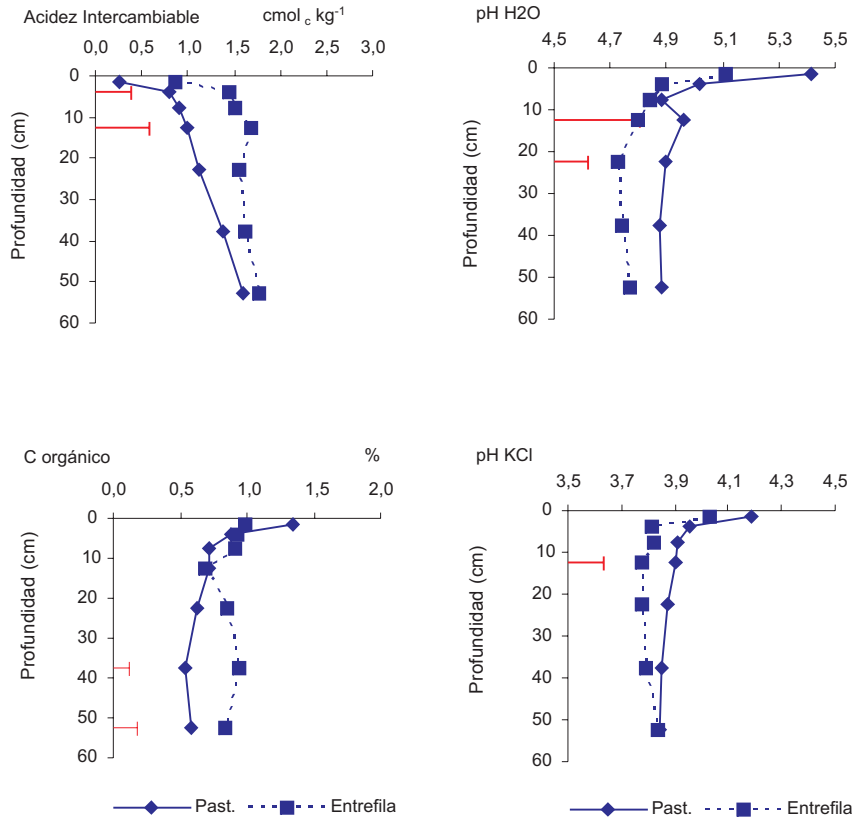 Acidez Intercambiable cmol c kg-1
0,0 0,5 1,0 1,5 2,0 2,5 3,0
0
10
20
30
40
50
60
Profundidad (cm)
pH H2O
4,5 4,7 4,9 5,1 5,3 5,5
0
10
20
30
40
50
60
Profundidad (cm)
C orgánico %
0,0 0,5 1,0 1,5 2,0
0
10
20
30
40
50
60
Profundidad (cm)
Past. Entrefila
pH KCl
3,5 3,7 3,9 4,1 4,3 4,5
0
10
20
30
40
50
60
Profundidad (cm)
Past. Entrefila